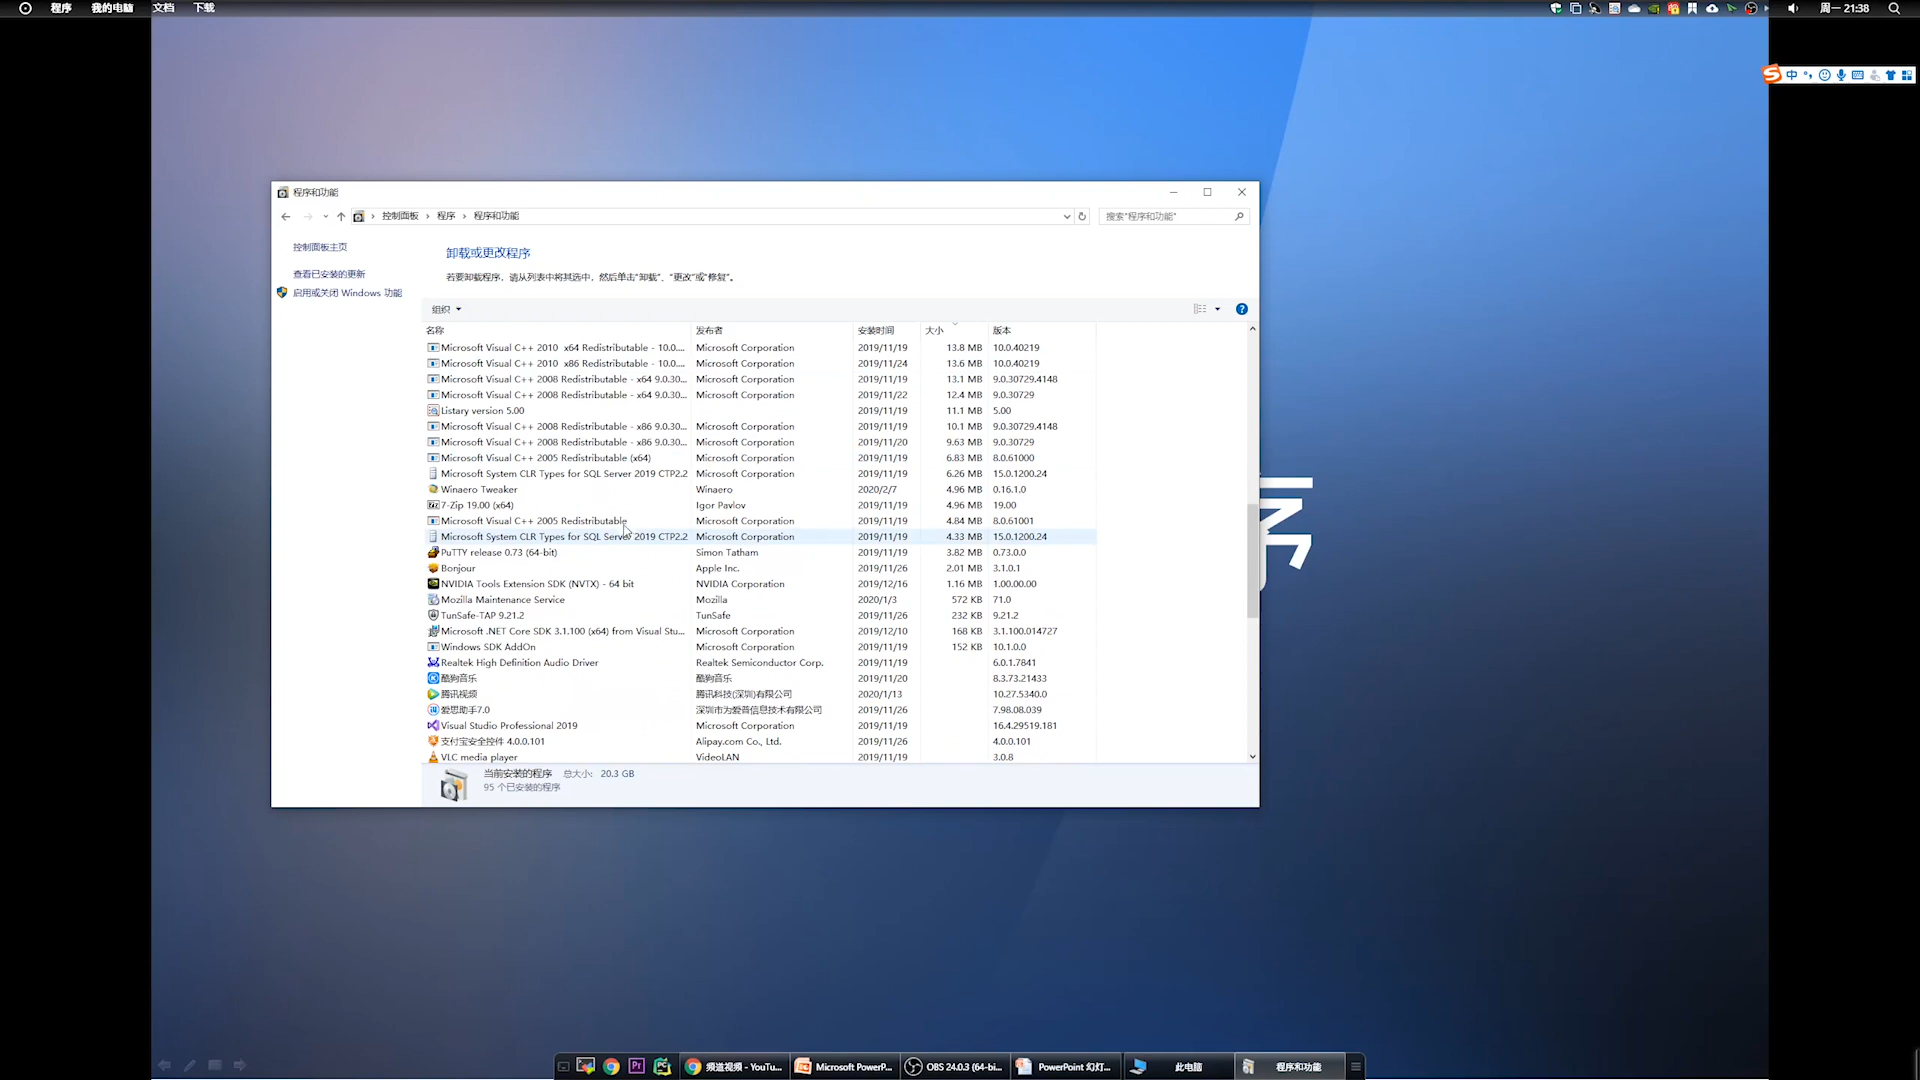 程序 我的电脑 文档 下载
周一 21:38
中
程序和功能
控制面板 程序 程序和功能
搜索"程序和功能"
控制面板主页
卸载或更改程序
查看已安装的更新
若要卸载程序，请从列表中将其选中，然后单击"卸载"、"更改"或"修复"。
启用或关闭 Windows 功能
组织
名称 发布者 安装时间 大小 版本
Microsoft Visual C++ 2010 x64 Redistributable - 10.0.... Microsoft Corporation 2019/11/19 13.8 MB 10.0.40219
Microsoft Visual C++ 2010 x86 Redistributable - 10.0.... Microsoft Corporation 2019/11/24 13.6 MB 10.0.40219
Microsoft Visual C++ 2008 Redistributable - x64 9.0.30... Microsoft Corporation 2019/11/19 13.1 MB 9.0.30729.4148
Microsoft Visual C++ 2008 Redistributable - x64 9.0.30... Microsoft Corporation 2019/11/22 12.4 MB 9.0.30729
Listary version 5.00 2019/11/19 11.1 MB 5.00
Microsoft Visual C++ 2008 Redistributable - x86 9.0.30... Microsoft Corporation 2019/11/19 10.1 MB 9.0.30729.4148
Microsoft Visual C++ 2008 Redistributable - x86 9.0.30... Microsoft Corporation 2019/11/20 9.63 MB 9.0.30729
Microsoft Visual C++ 2005 Redistributable (x64) Microsoft Corporation 2019/11/19 6.83 MB 8.0.61000
Microsoft System CLR Types for SQL Server 2019 CTP2.2 Microsoft Corporation 2019/11/19 6.26 MB 15.0.1200.24
Winaero Tweaker Winaero 2020/2/7 4.96 MB 0.16.1.0
7-Zip 19.00 (x64) Igor Pavlov 2019/11/19 4.96 MB 19.00
Microsoft Visual C++ 2005 Redistributable Microsoft Corporation 2019/11/19 4.84 MB 8.0.61001
Microsoft System CLR Types for SQL Server 2019 CTP2.2 Microsoft Corporation 2019/11/19 4.33 MB 15.0.1200.24
PuTTY release 0.73 (64-bit) Simon Tatham 2019/11/19 3.82 MB 0.73.0.0
Bonjour Apple Inc. 2019/11/26 2.01 MB 3.1.0.1
NVIDIA Tools Extension SDK (NVTX) - 64 bit NVIDIA Corporation 2019/12/16 1.16 MB 1.00.00.00
Mozilla Maintenance Service Mozilla 2020/1/3 572 KB 71.0
TunSafe-TAP 9.21.2 TunSafe 2019/11/26 232 KB 9.21.2
Microsoft .NET Core SDK 3.1.100 (x64) from Visual Stu... Microsoft Corporation 2019/12/10 168 KB 3.1.100.014727
Windows SDK AddOn Microsoft Corporation 2019/11/19 152 KB 10.1.0.0
Realtek High Definition Audio Driver Realtek Semiconductor Corp. 2019/11/19 6.0.1.7841
酷狗音乐 酷狗音乐 2019/11/20 8.3.73.21433
腾讯视频 腾讯科技(深圳)有限公司 2020/1/13 10.27.5340.0
爱思助手7.0 深圳市为爱普信息技术有限公司 2019/11/26 7.98.08.039
Visual Studio Professional 2019 Microsoft Corporation 2019/11/19 16.4.29519.181
支付宝安全控件 4.0.0.101 Alipay.com Co., Ltd. 2019/11/26 4.0.0.101
VLC media player VideoLAN 3.0.8
当前安装的程序 总大小: 20.3 GB
95 个已安装的程序
频道视频 - YouTu... Microsoft PowerP... OBS 24.0.3 (64-bi... PowerPoint 幻灯... 此电脑 程序和功能